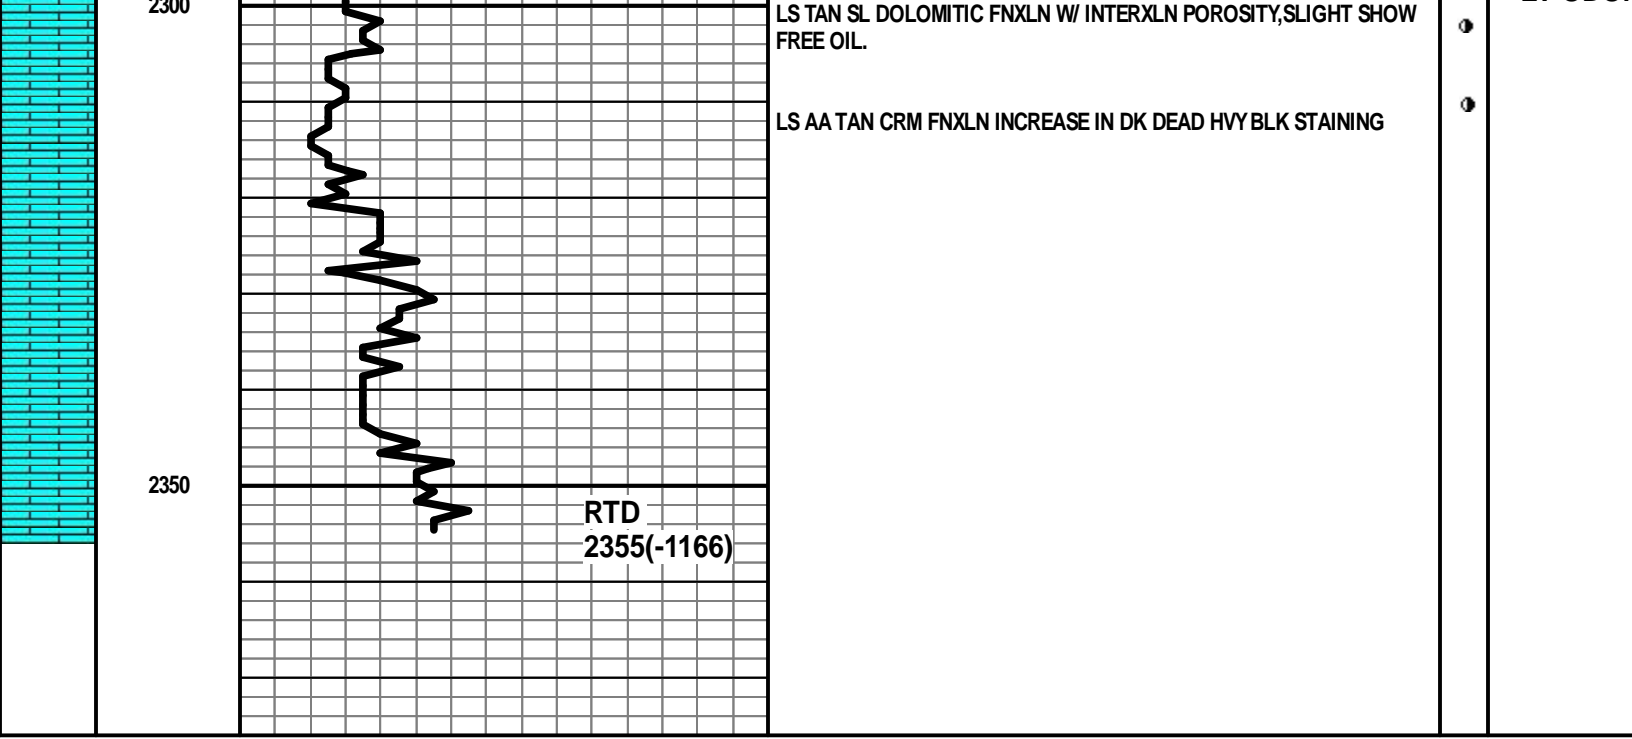 2300
LS TAN SL DOLOMITIC FNXLN W/ INTERXLN POROSITY,SLIGHT SHOW
FREE OIL.
LS AA TAN CRM FNXLN INCREASE IN DK DEAD HVY BLK STAINING
2350
RTD
2355(-1166)